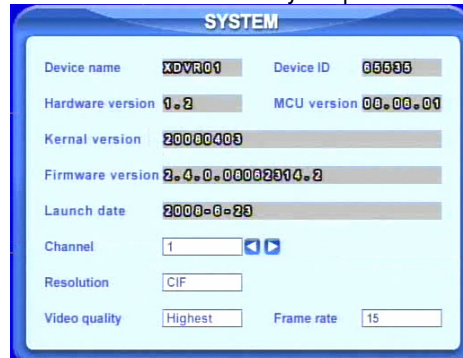 SYSTEM
Device name XDVR01 Device ID 65535
Hardware version 1.2 MCU version 08.06.01
Kernal version 20080403
Firmware version 2.4.0.08062314.2
Launch date 2008-6-23
Channel 1
Resolution CIF
Video quality Highest Frame rate 15